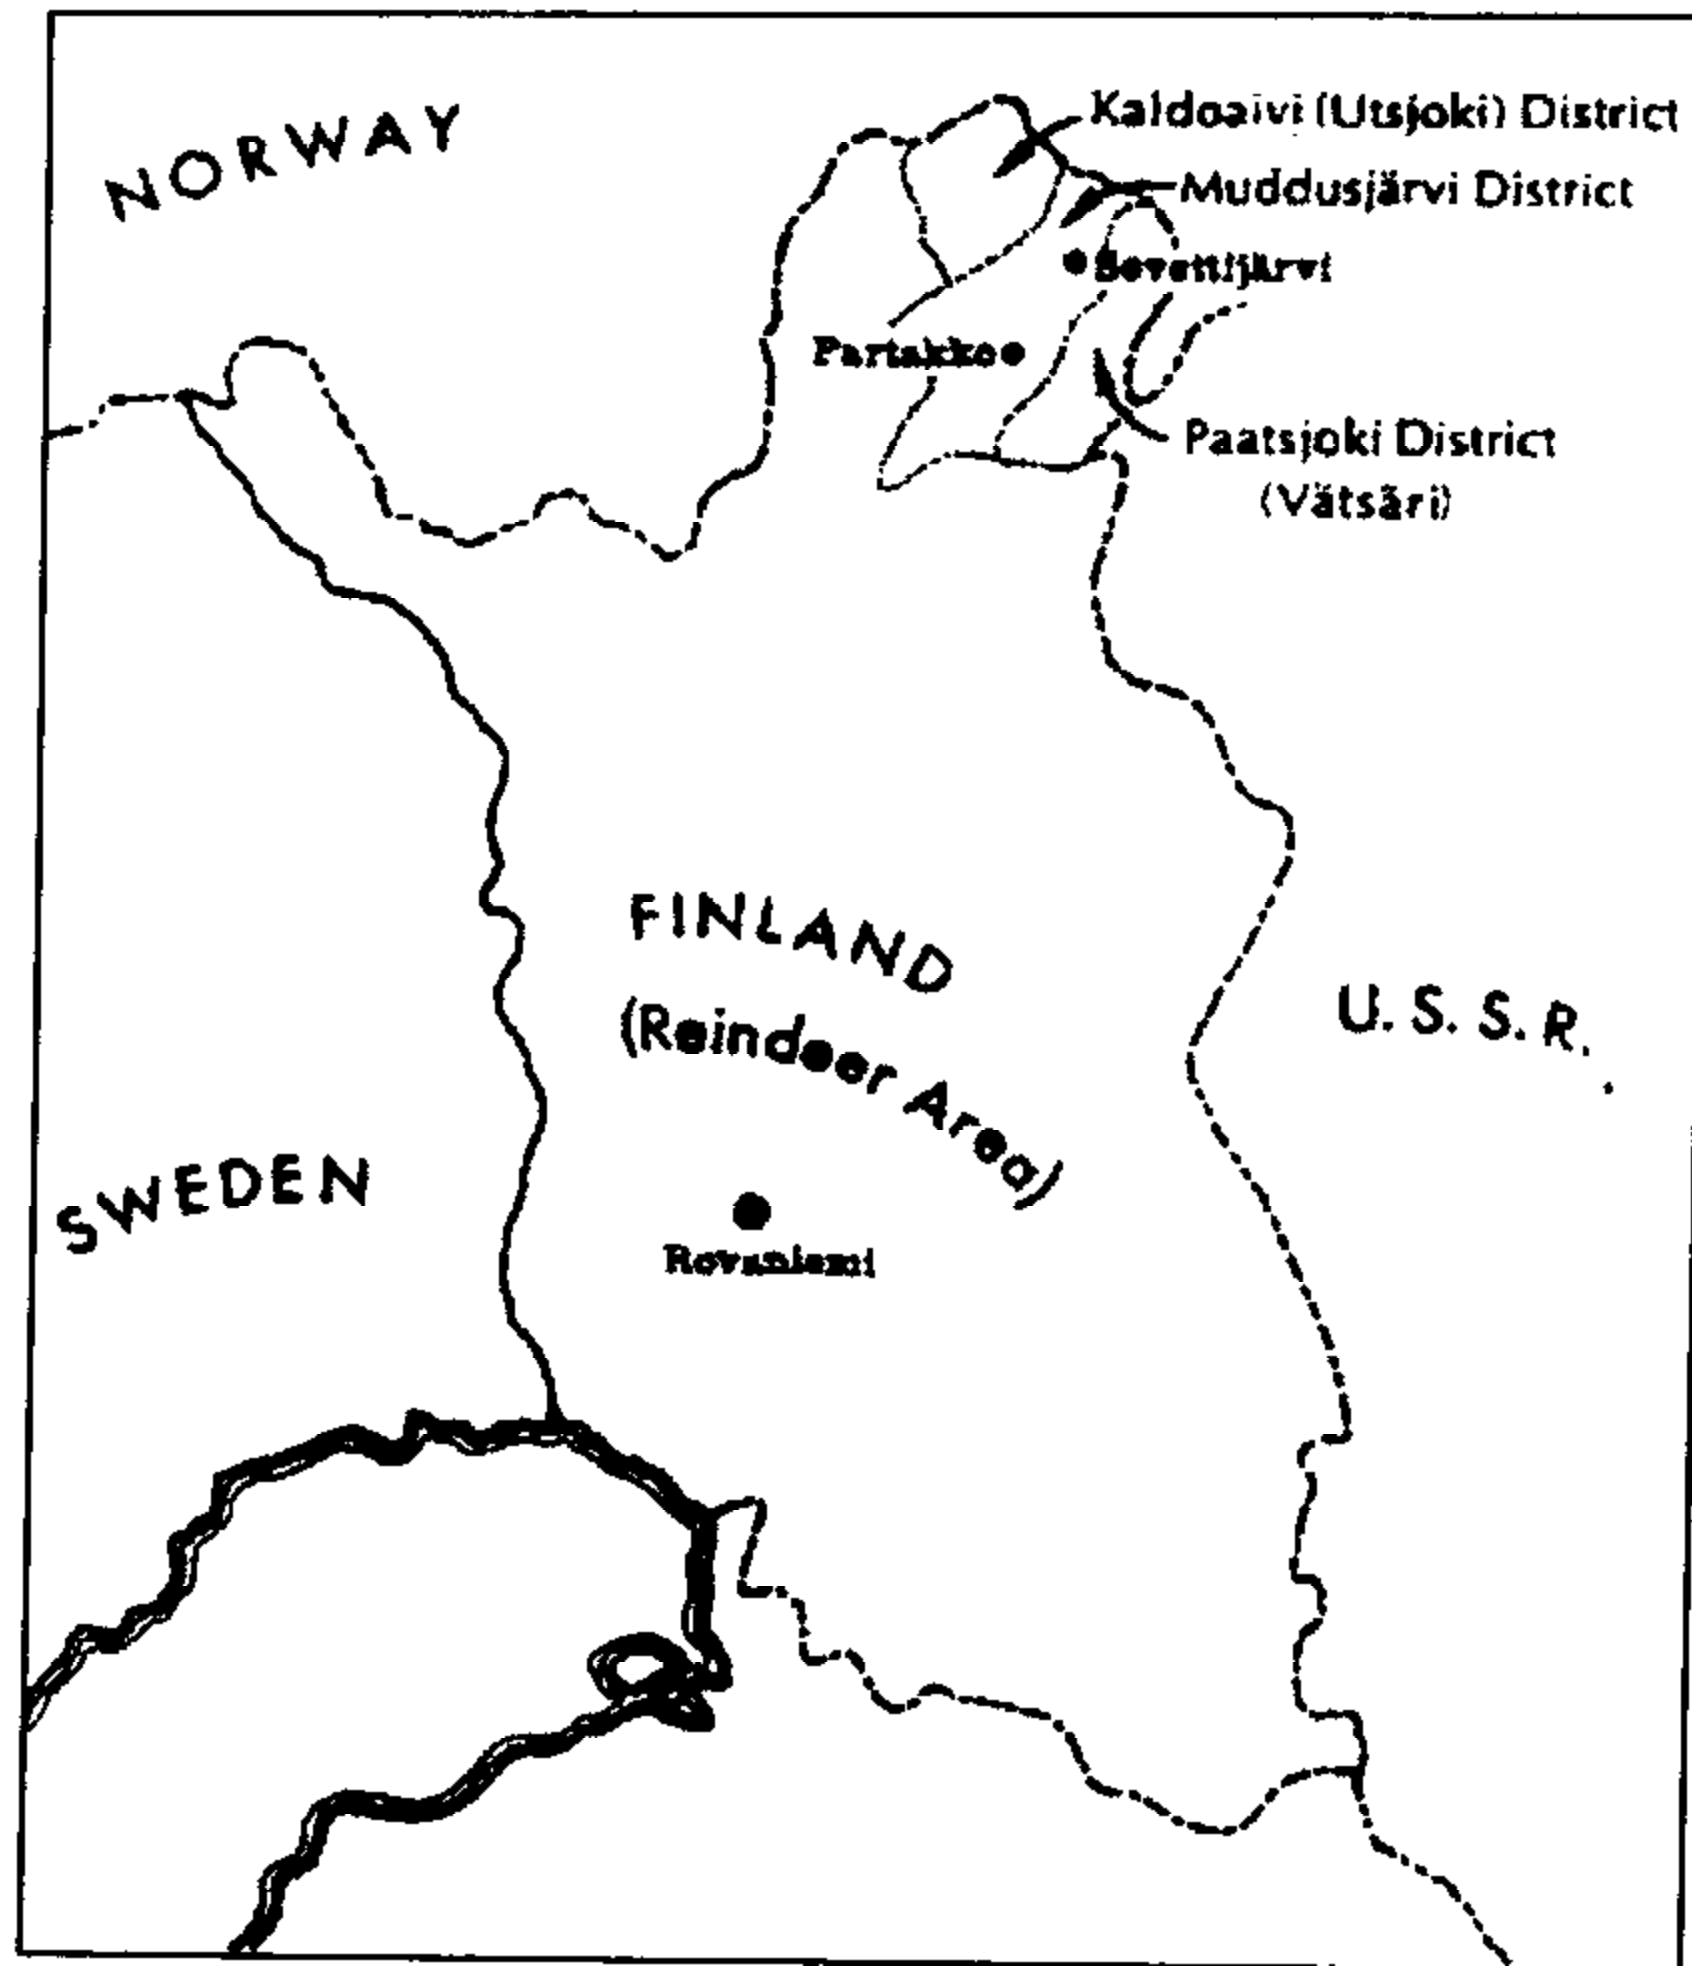 NORWAY
Kaldoaivi (Utsjoki) District
Muddusjärvi District
Sevettijärvi
Partakko
Paatsjoki District
(Vätsäri)
FINLAND
(Reindeer Area)
U.S.S.R.
SWEDEN
Rovaniemi